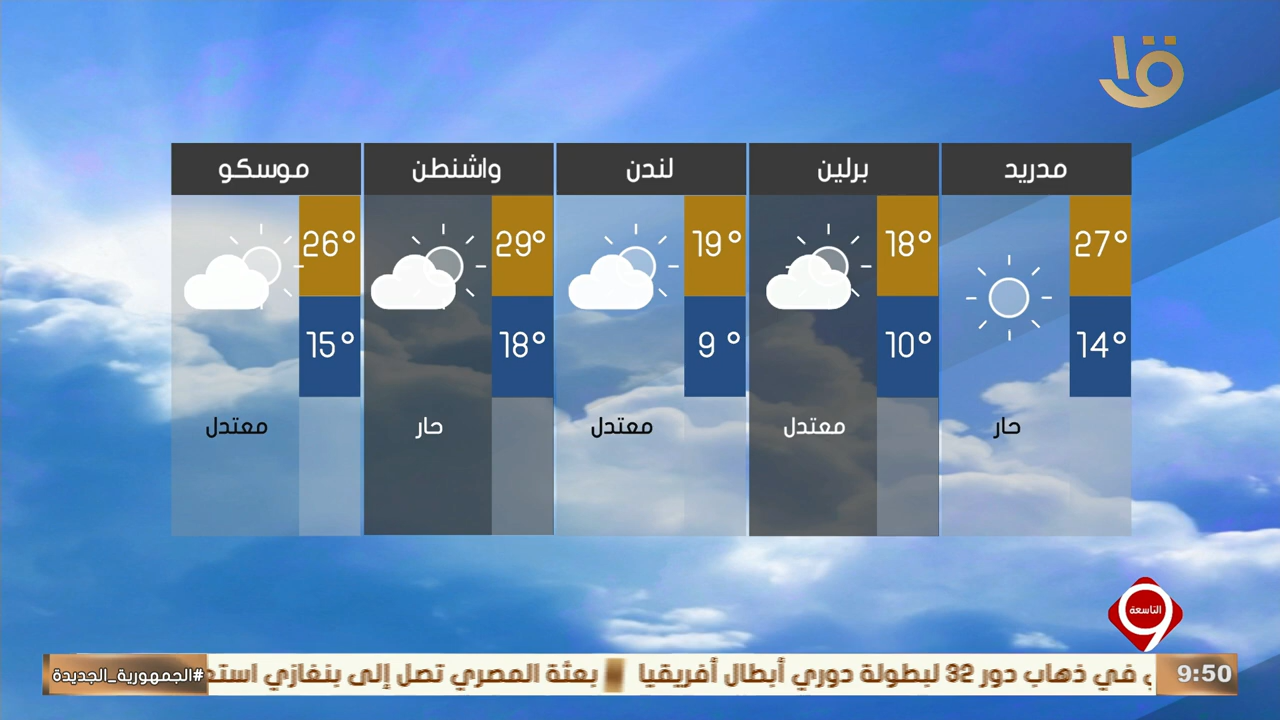 مدريد
27°
14°
حار
برلين
18°
10°
معتدل
لندن
19°
9°
معتدل
واشنطن
29°
18°
حار
موسكو
26°
15°
معتدل
التاسعة
9
9:50
في ذهاب دور 32 لبطولة دوري أبطال أفريقيا
بعثة المصري تصل إلى بنغازي
#الجمهورية_الجديدة